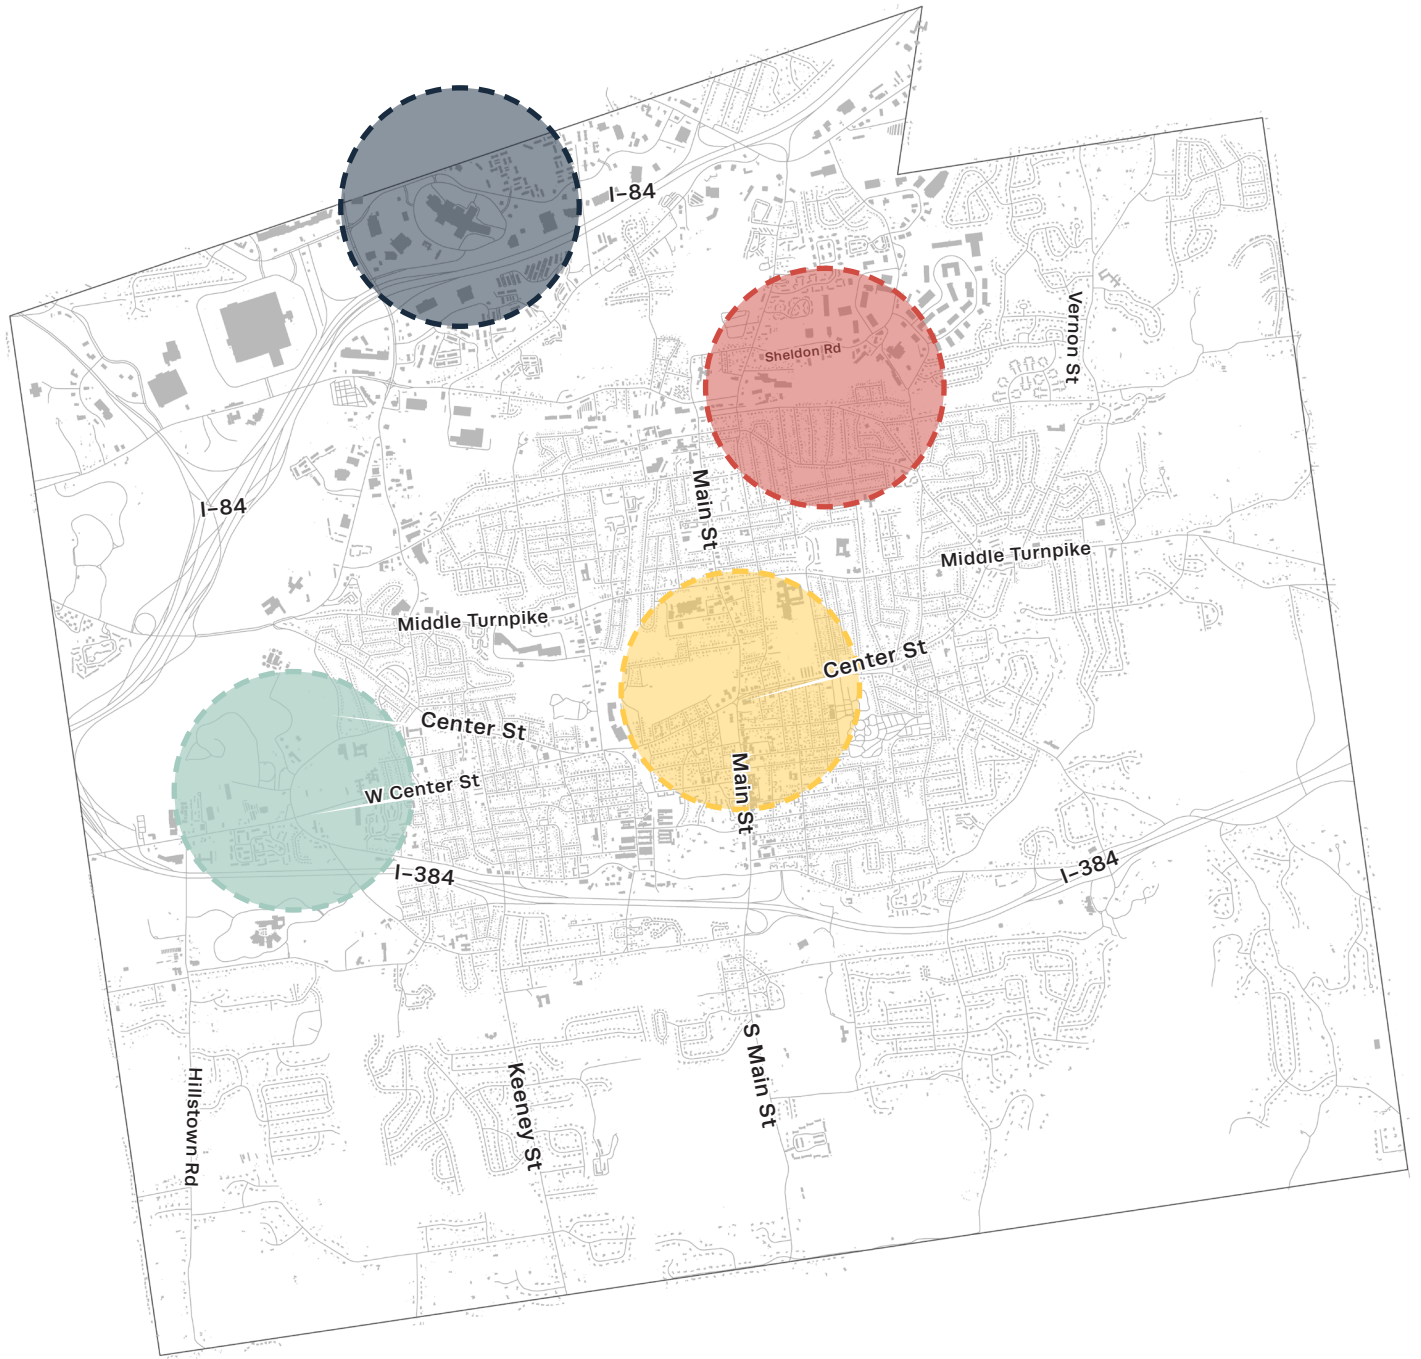 I-84
Vernon St
Sheldon Rd
I-84
Main St
Middle Turnpike
Middle Turnpike
Center St
Center St
W Center St
Main St
I-384
I-384
S Main St
Keeney St
Hillstown Rd